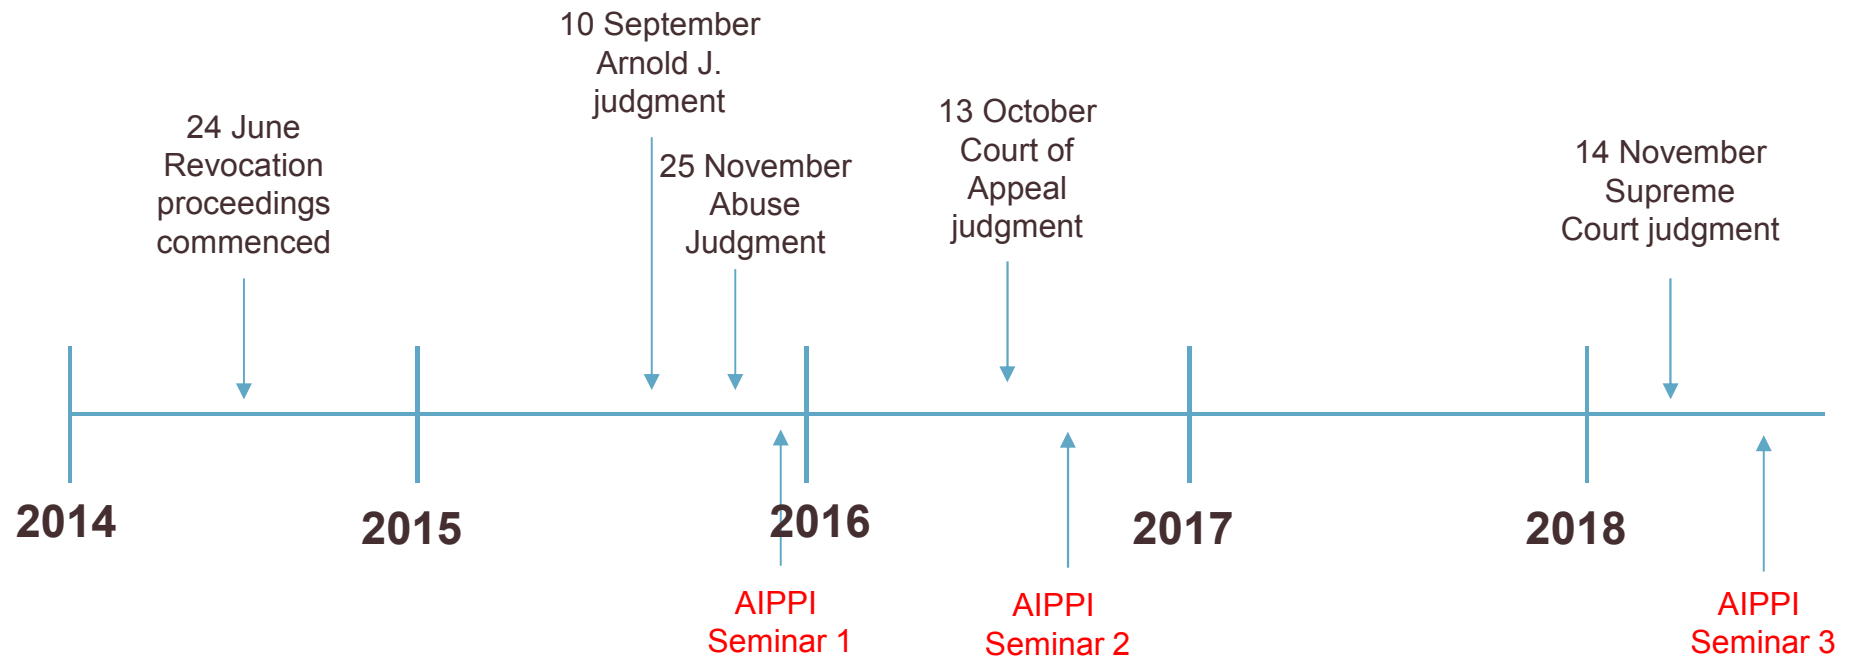 10 September
Arnold J.
judgment
24 June
Revocation
proceedings
commenced
25 November
Abuse
Judgment
13 October
Court of
Appeal
judgment
14 November
Supreme
Court judgment
2014
2015
2016
2017
2018
AIPPI
Seminar 1
AIPPI
Seminar 2
AIPPI
Seminar 3